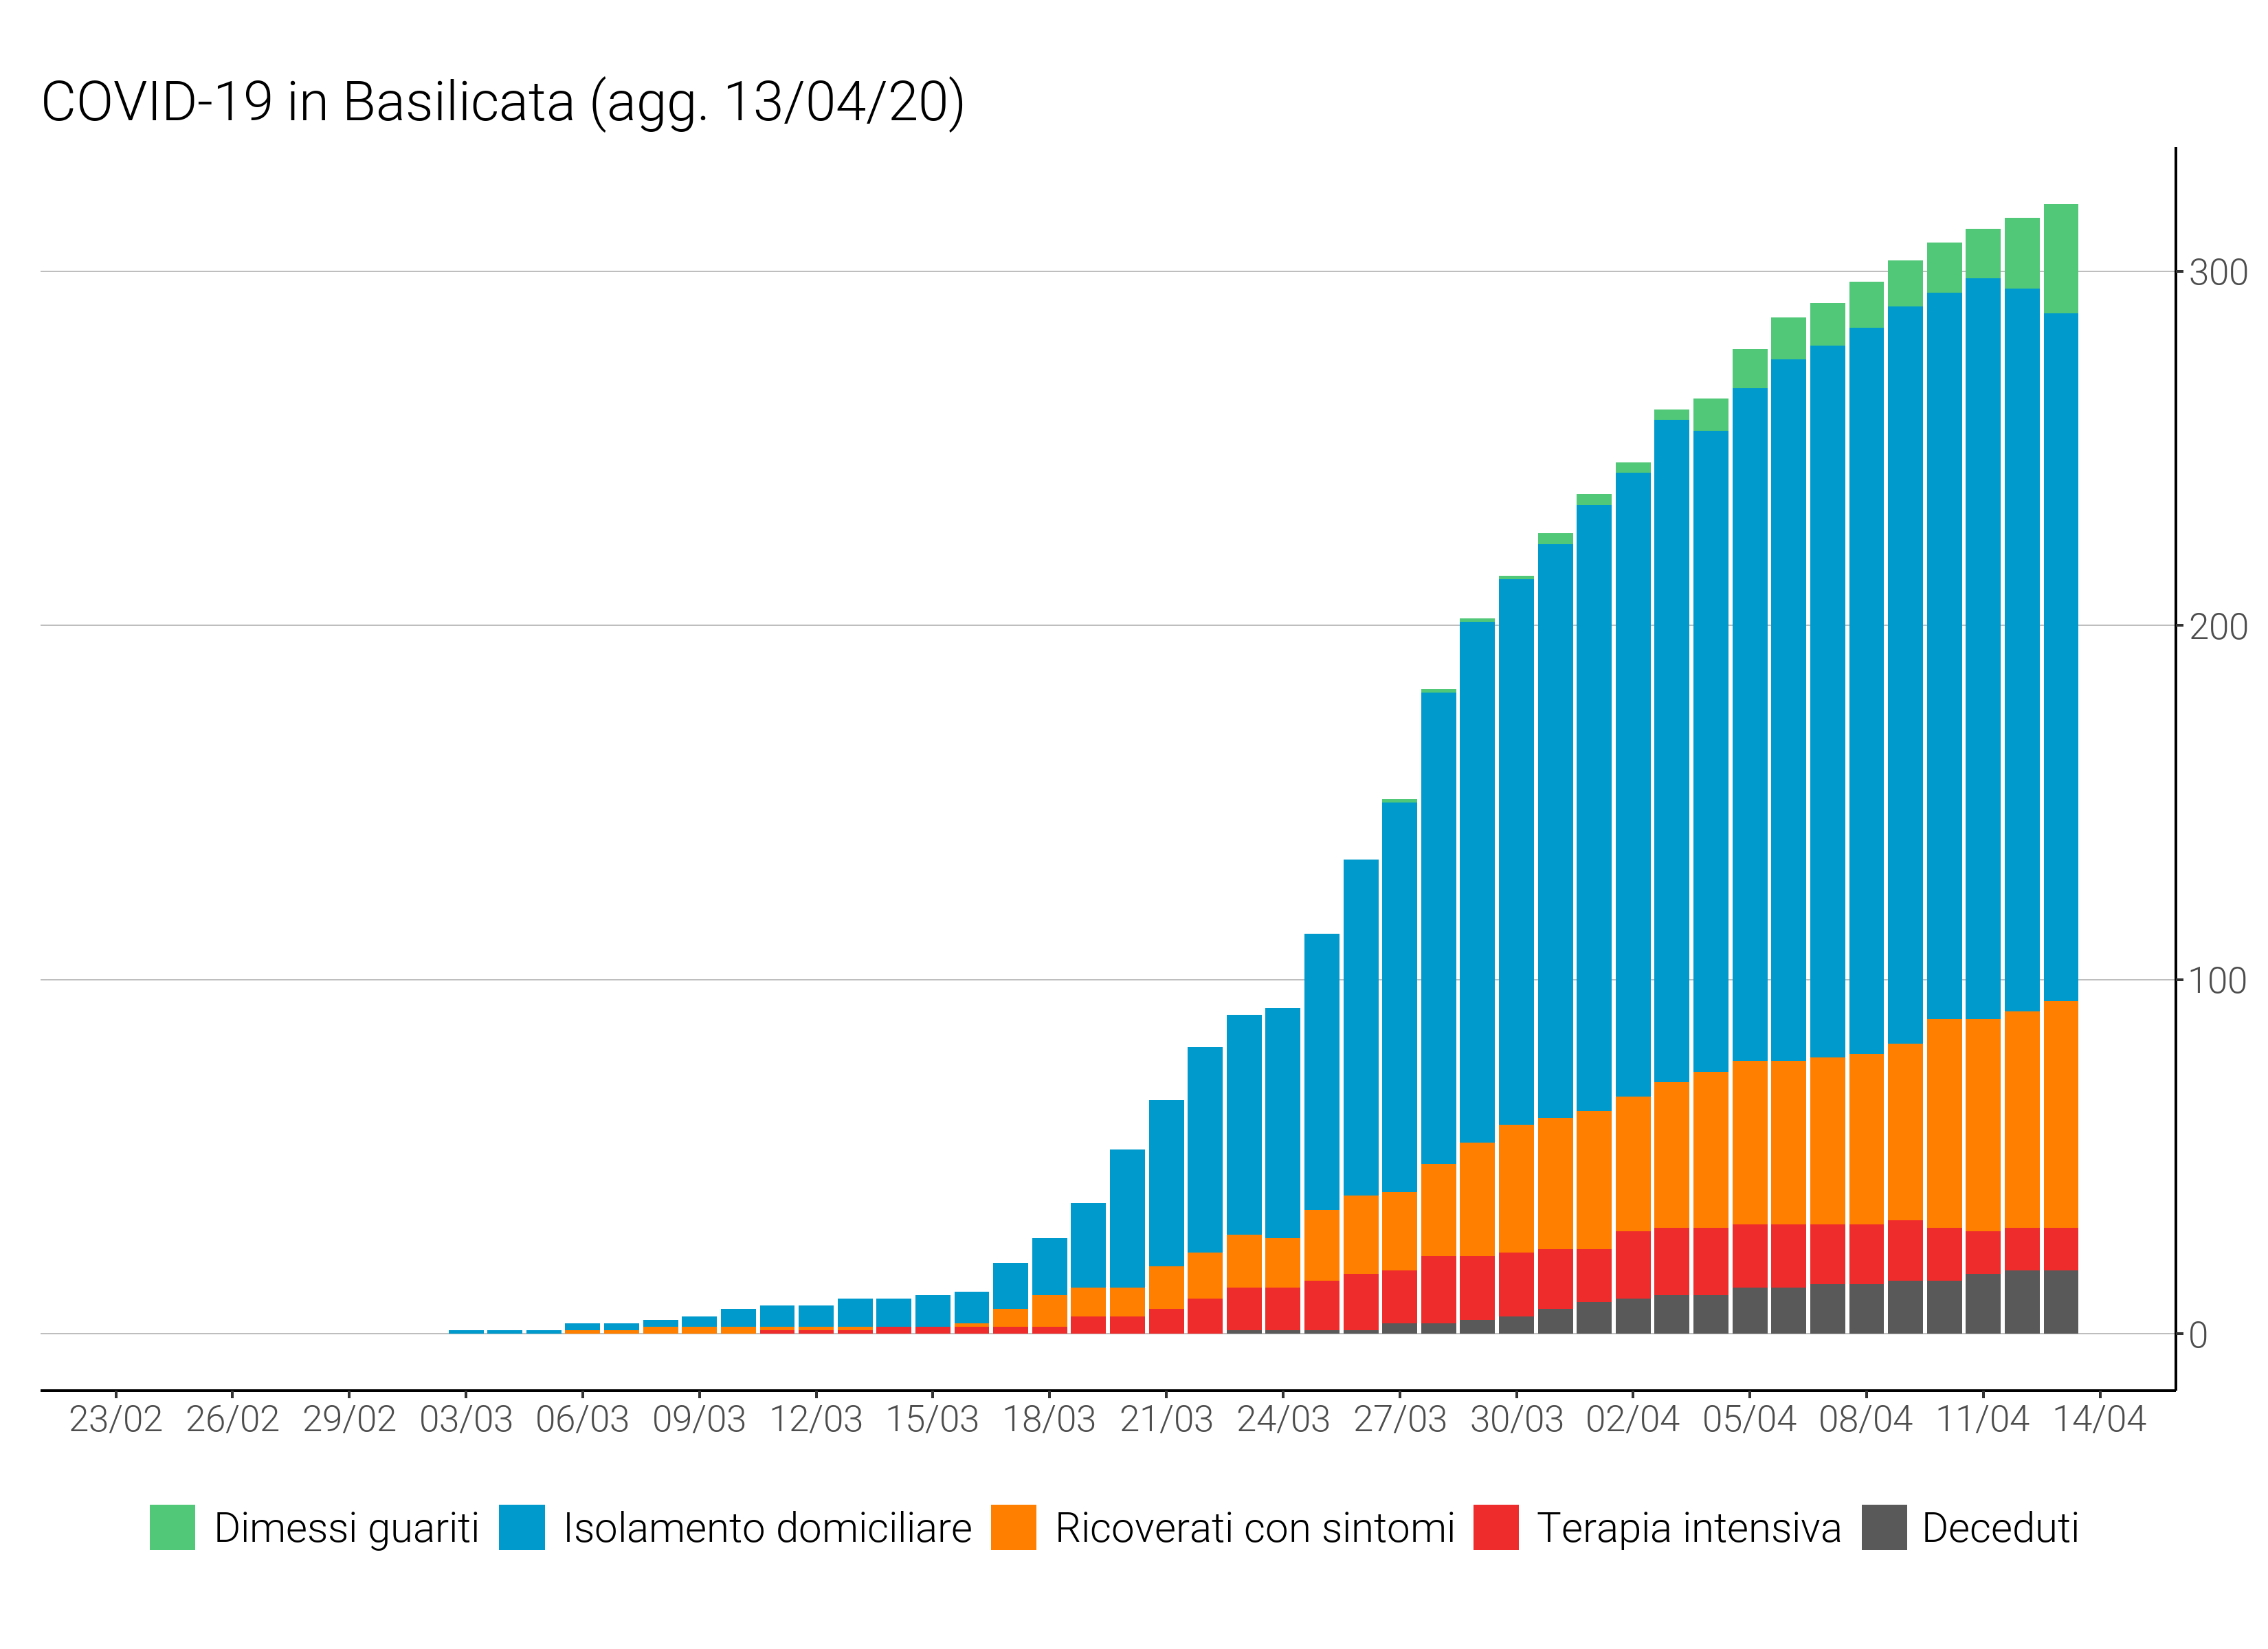 COVID-19 in Basilicata (agg. 13/04/20)
300
200
100
0
23/02 26/02 29/02 03/03 06/03 09/03 12/03 15/03 18/03 21/03 24/03 27/03 30/03 02/04 05/04 08/04 11/04 14/04
Dimessi guariti Isolamento domiciliare Ricoverati con sintomi Terapia intensiva Deceduti